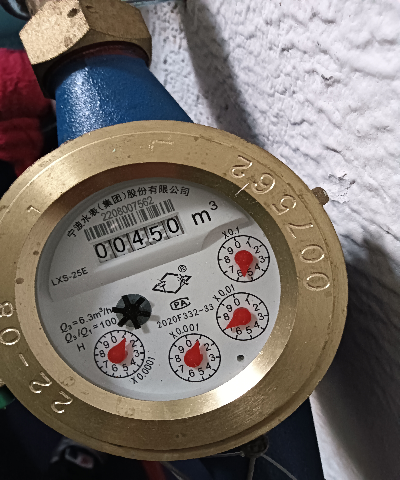 宁波水表(集团)股份有限公司
2208007562
00450 m³
LXS-25E
X0.1
PA
2020F332-33
X0.01
Q₃=6.3m³/h
Q₃/Q₁=100
H
X0.001
X0.0001
22-08
007562